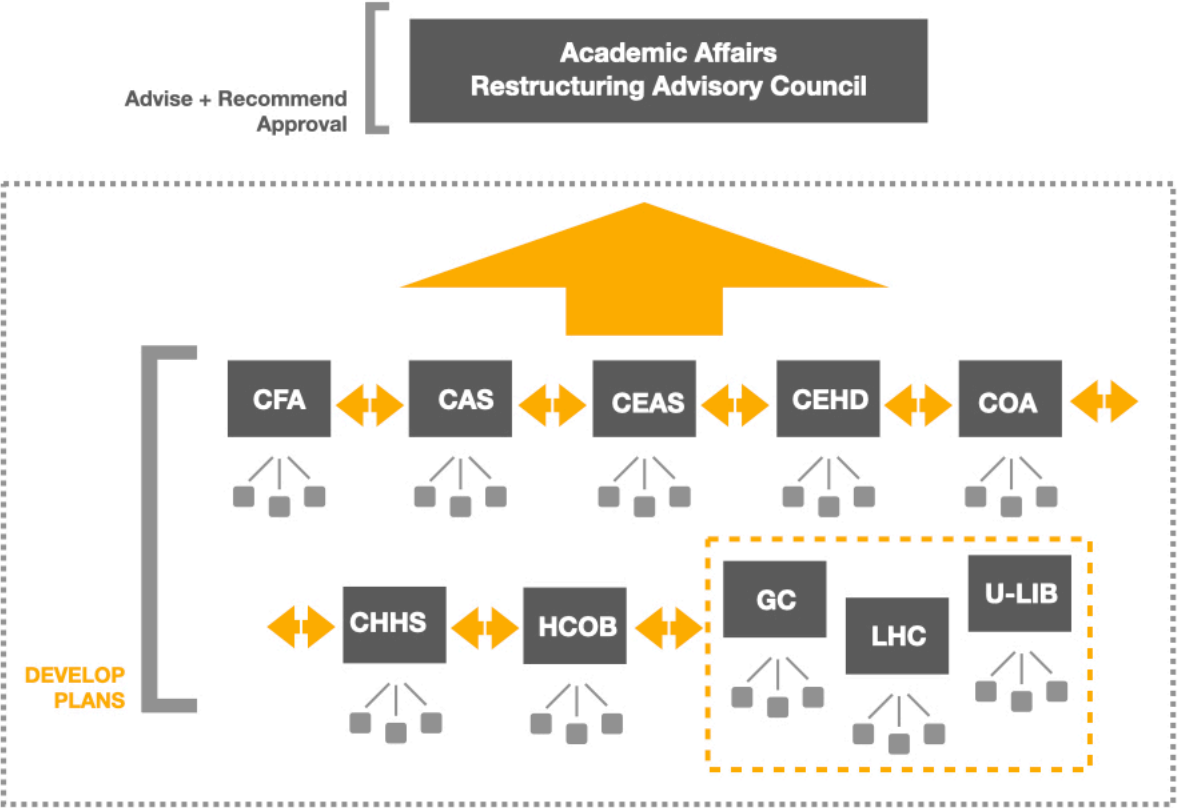 Academic Affairs
Restructuring Advisory Council
Advise + Recommend
Approval
CFA
CAS
CEAS
CEHD
COA
CHHS
HCOB
GC
LHC
U-LIB
DEVELOP
PLANS